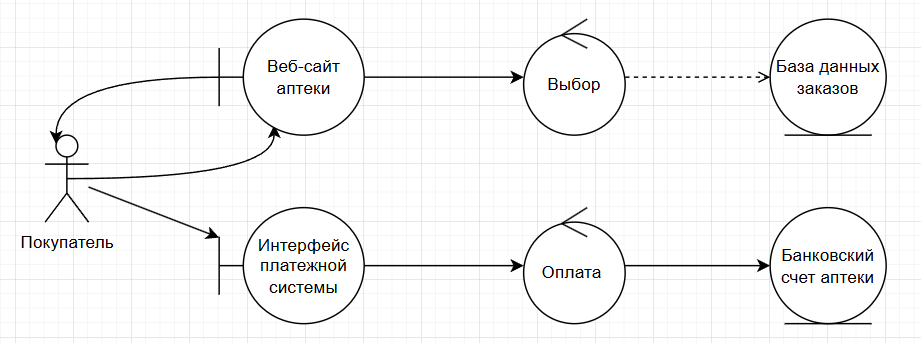 Веб-сайт
аптеки
Выбор
База данных
заказов
Покупатель
Интерфейс
платежной
системы
Оплата
Банковский
счет аптеки